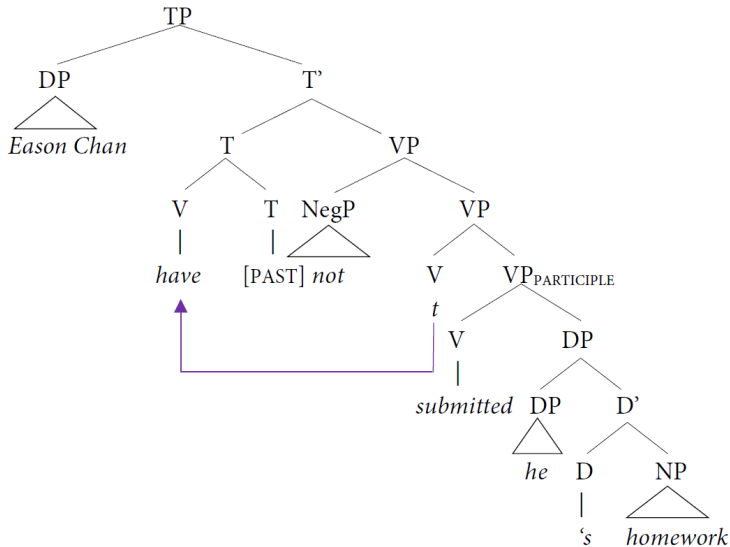 TP
DP T’
Eason Chan
T VP
V T NegP VP
have [PAST] not V VPPARTICIPLE
t
V DP
submitted DP D’
he D NP
‘s homework